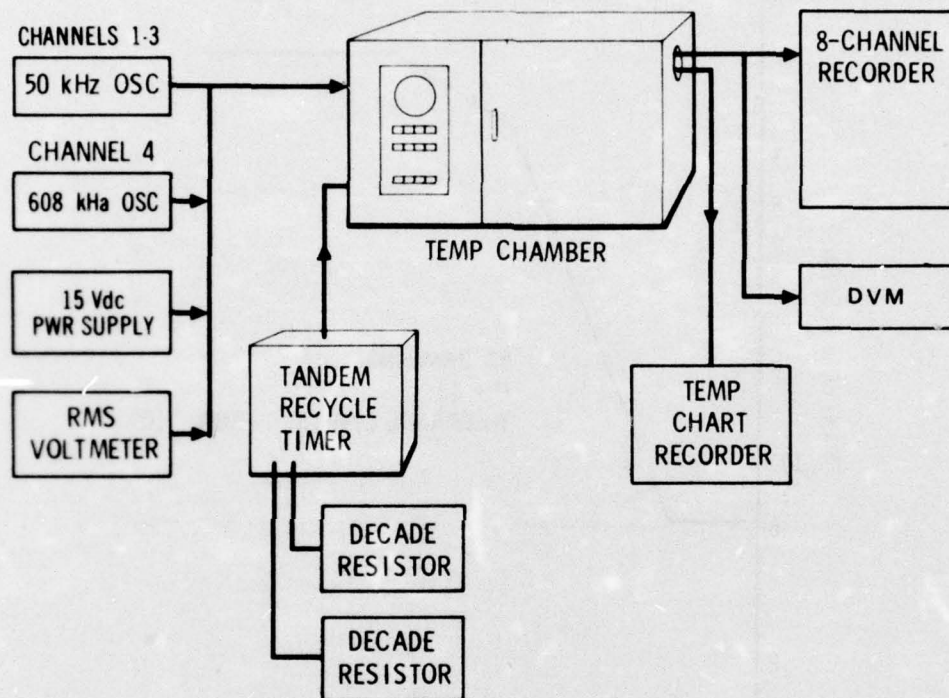 CHANNELS 1-3
50 kHz OSC
CHANNEL 4
608 kHa OSC
15 Vdc
PWR SUPPLY
RMS
VOLTMETER
TEMP CHAMBER
TANDEM
RECYCLE
TIMER
DECADE
RESISTOR
DECADE
RESISTOR
8-CHANNEL
RECORDER
DVM
TEMP
CHART
RECORDER